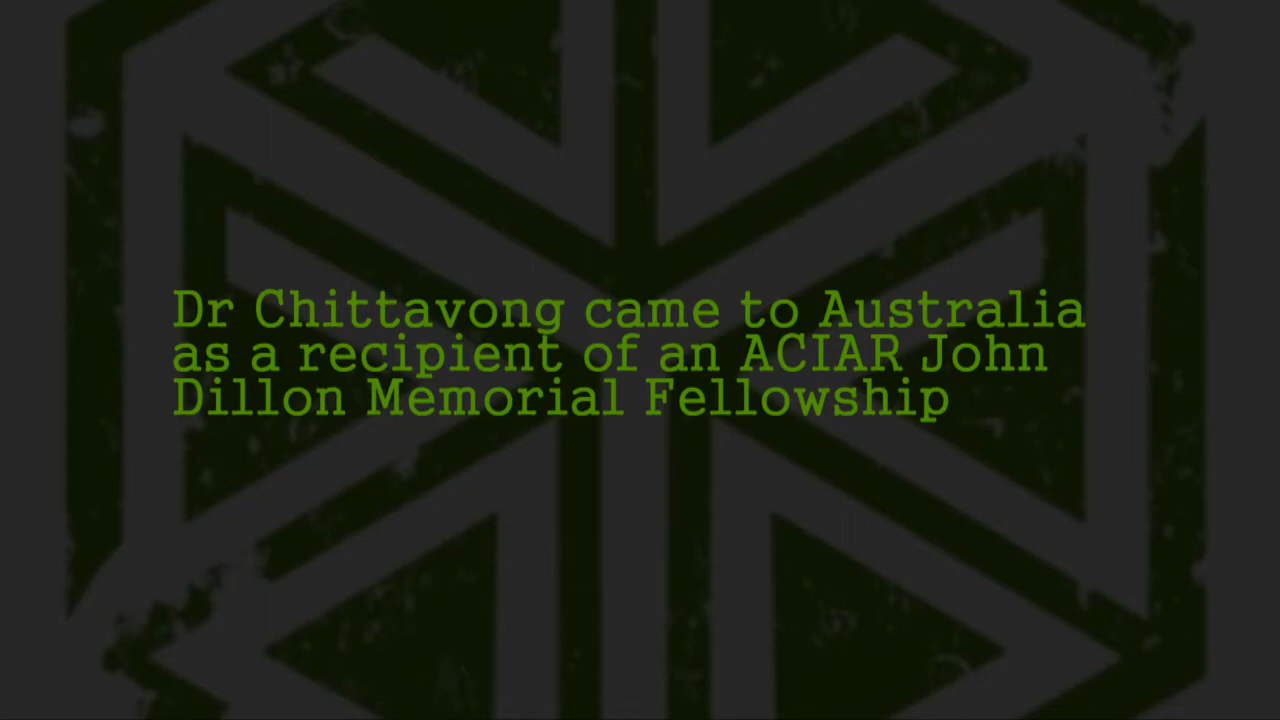 Dr Chittavong came to Australia
as a recipient of an ACIAR John
Dillon Memorial Fellowship